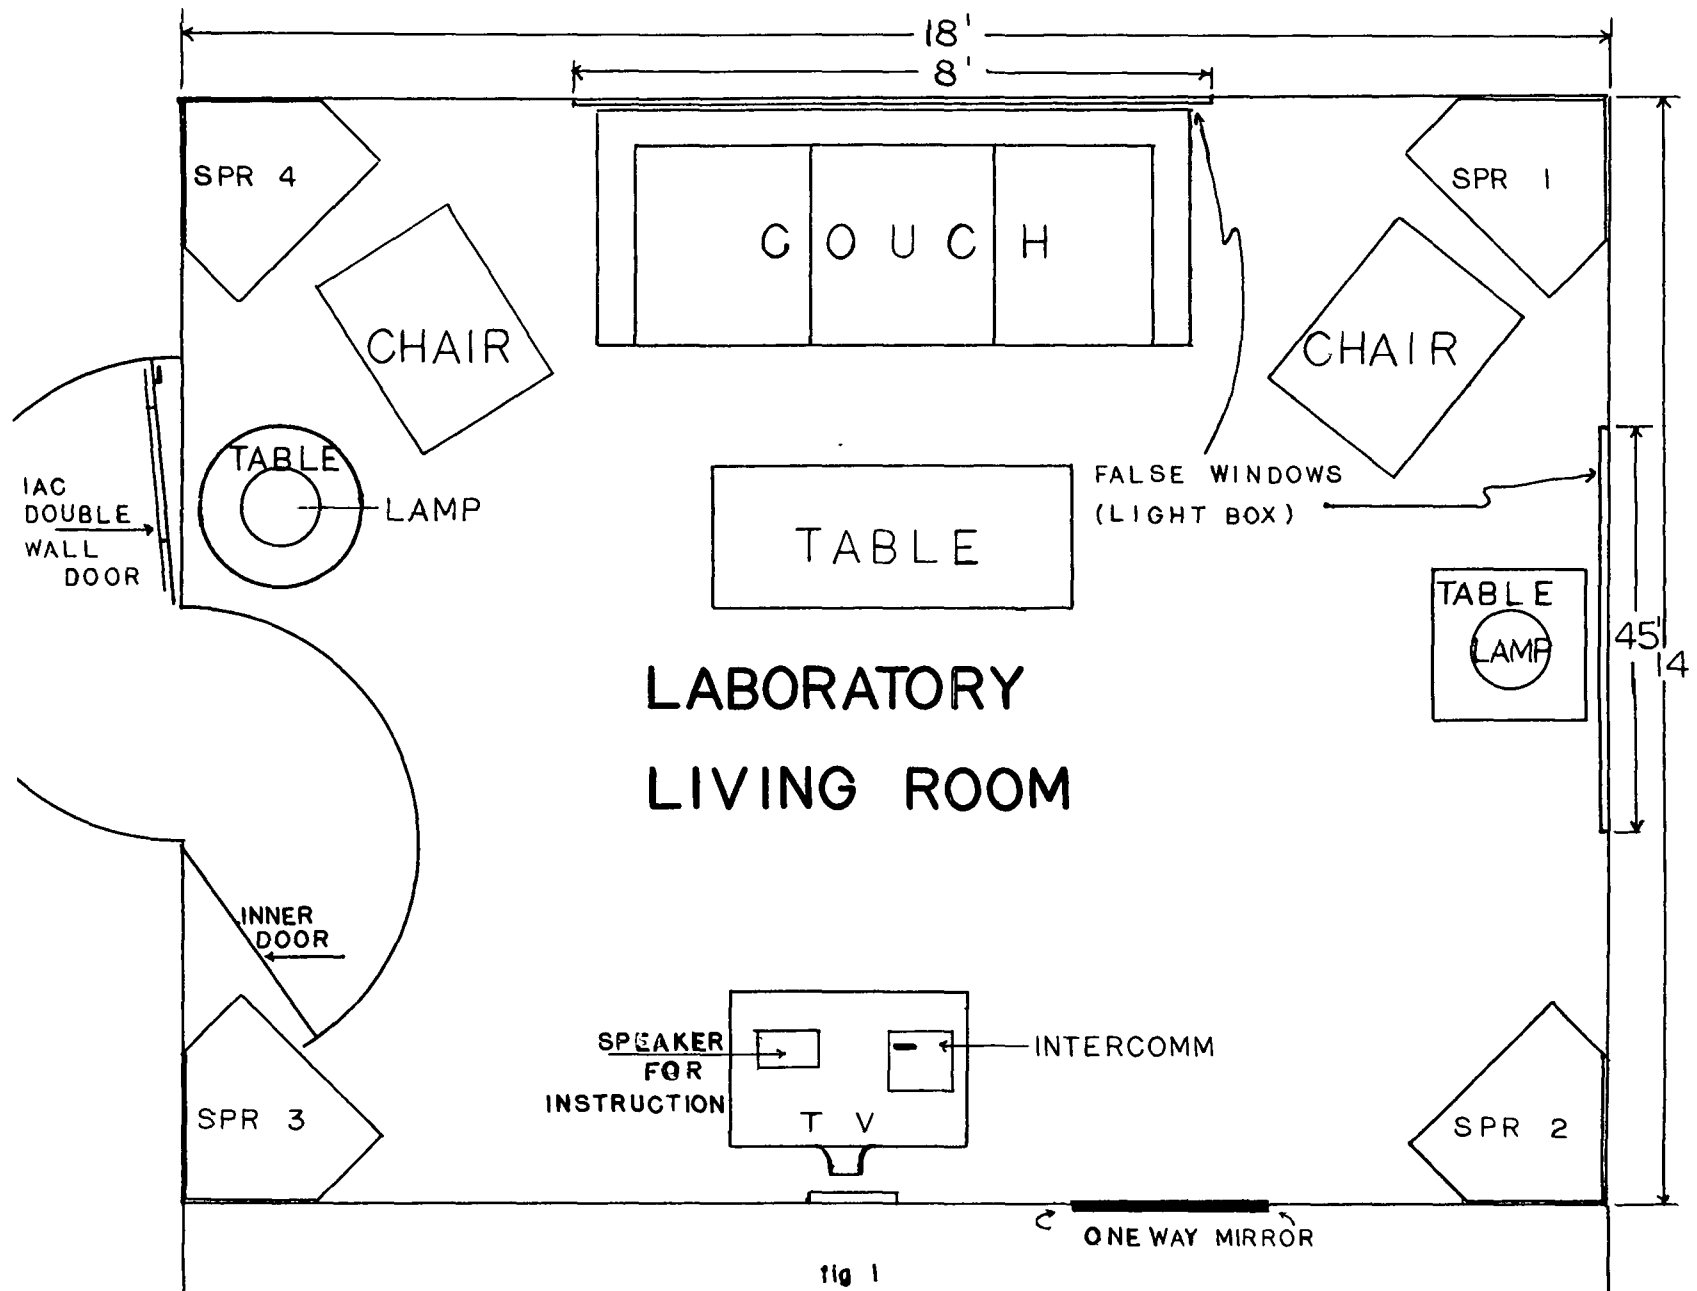 18'
8'
SPR 4
SPR 1
COUCH
CHAIR
CHAIR
TABLE
LAMP
IAC
DOUBLE
WALL
DOOR
FALSE WINDOWS
(LIGHT BOX)
TABLE
TABLE
LAMP
45'
14
LABORATORY
LIVING ROOM
INNER
DOOR
SPEAKER
FOR
INSTRUCTION
INTERCOMM
TV
SPR 3
SPR 2
ONE WAY MIRROR
fig 1